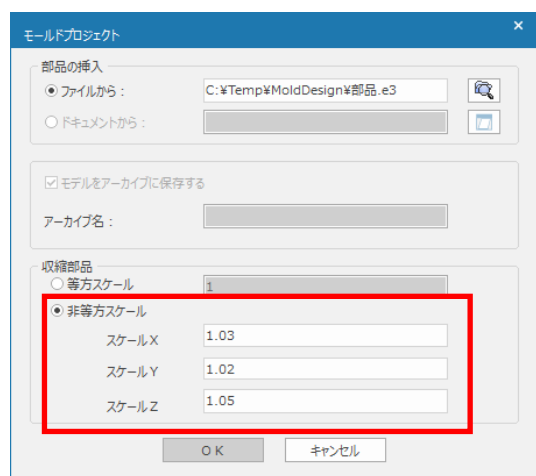 モールドプロジェクト
部品の挿入
ファイルから : C:¥Temp¥MoldDesign¥部品.e3
ドキュメントから :
モデルをアーカイブに保存する
アーカイブ名 :
収縮部品
等方スケール 1
非等方スケール
スケールX 1.03
スケールY 1.02
スケールZ 1.05
OK キャンセル